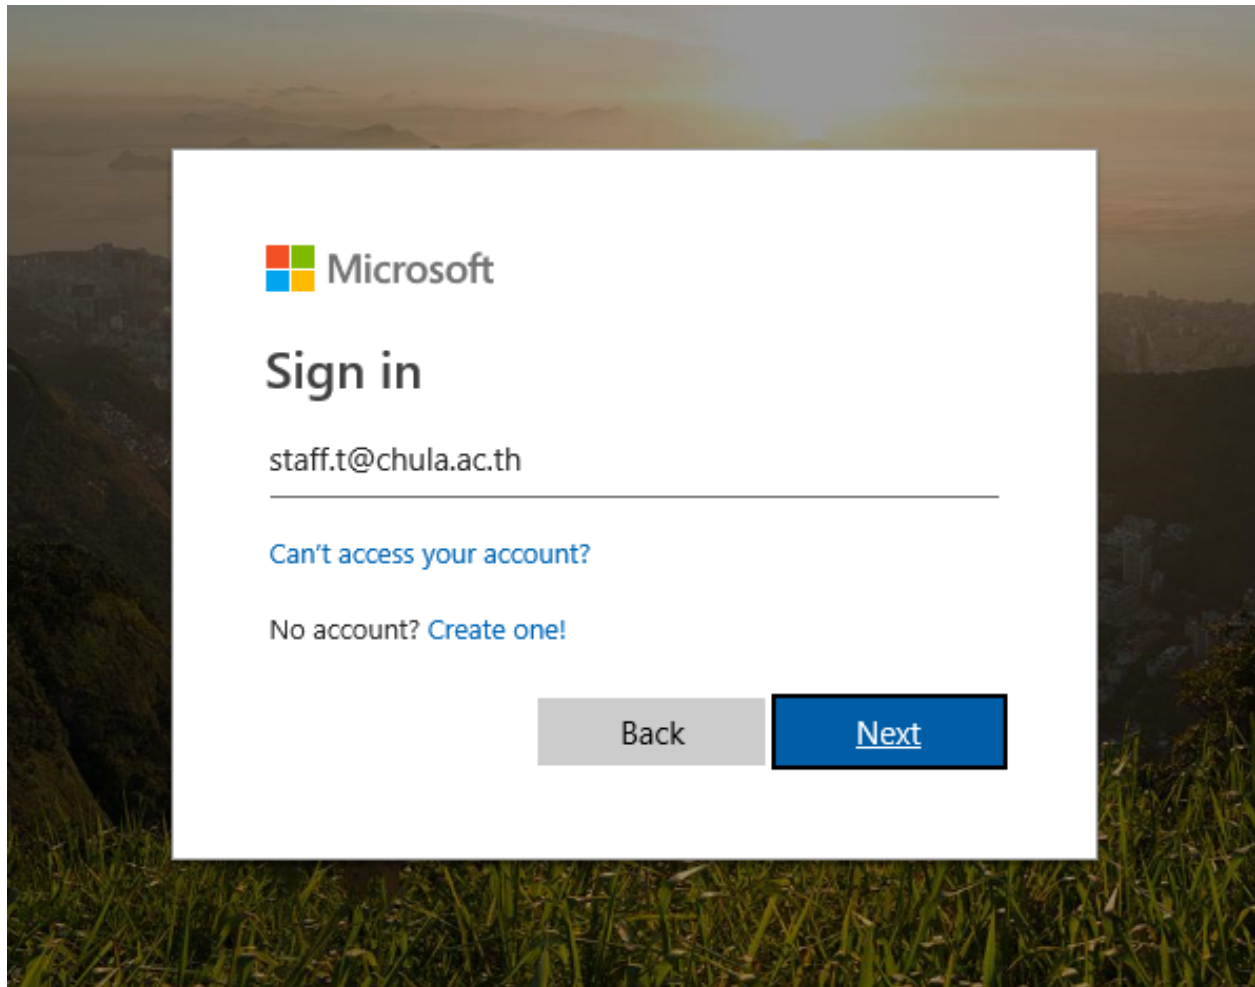 Microsoft
Sign in
staff.t@chula.ac.th
Can't access your account?
No account? Create one!
Back
Next